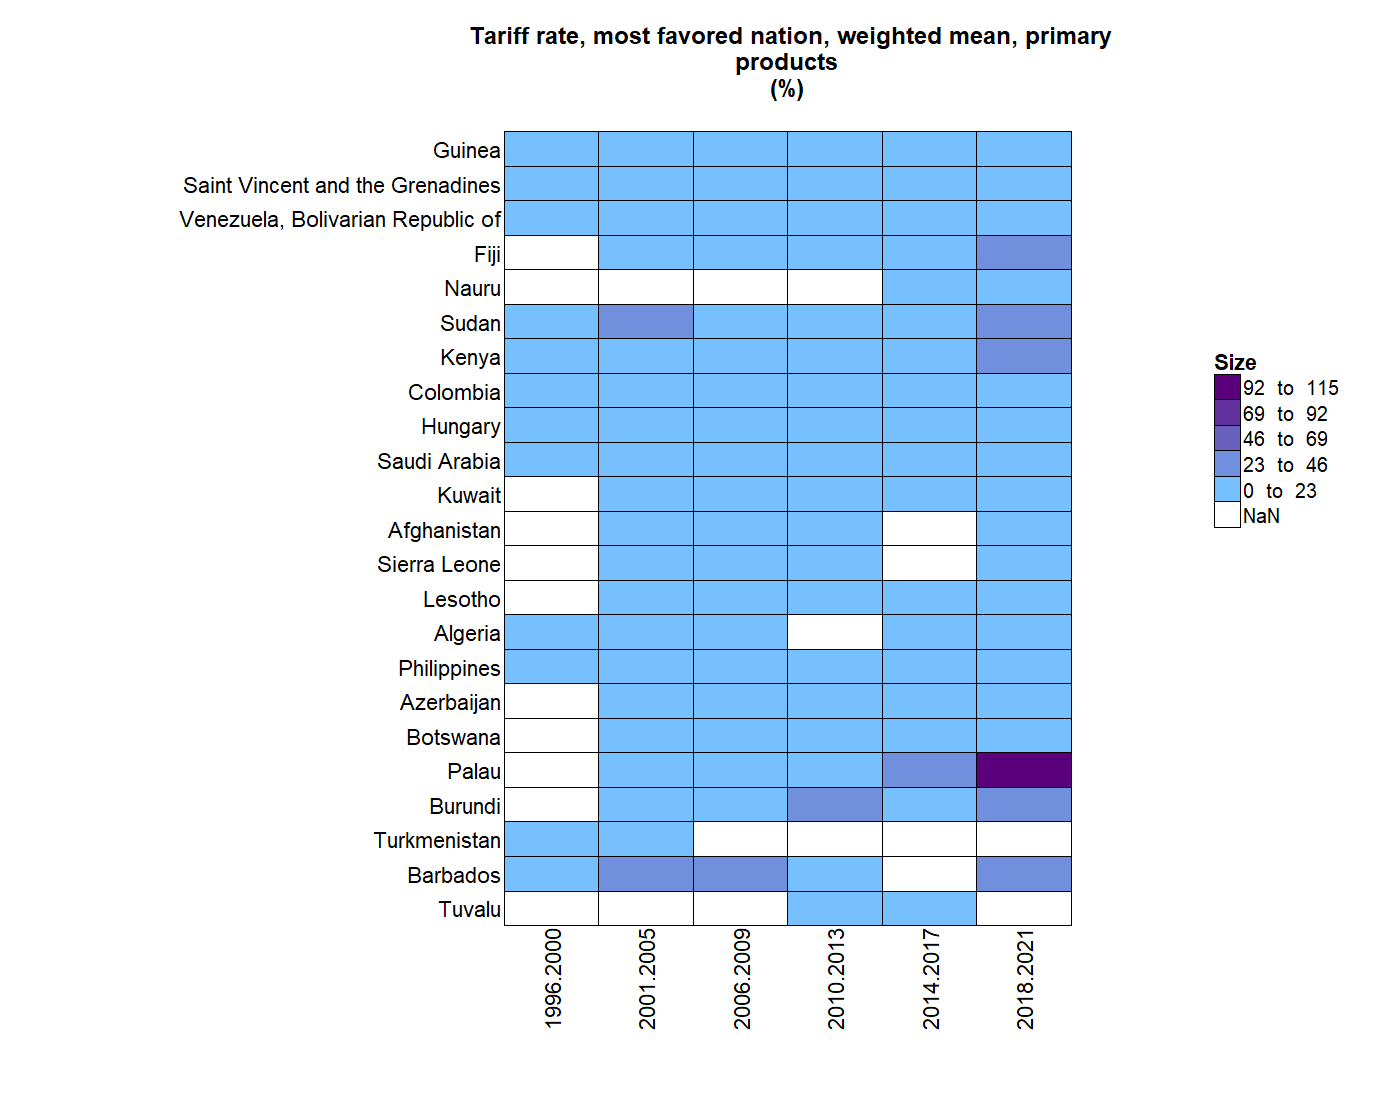 Tariff rate, most favored nation, weighted mean, primary
products
(%)
Guinea
Saint Vincent and the Grenadines
Venezuela, Bolivarian Republic of
Fiji
Nauru
Sudan
Kenya
Colombia
Hungary
Saudi Arabia
Kuwait
Afghanistan
Sierra Leone
Lesotho
Algeria
Philippines
Azerbaijan
Botswana
Palau
Burundi
Turkmenistan
Barbados
Tuvalu
1996.2000
2001.2005
2006.2009
2010.2013
2014.2017
2018.2021
Size
92 to 115
69 to 92
46 to 69
23 to 46
0 to 23
NaN